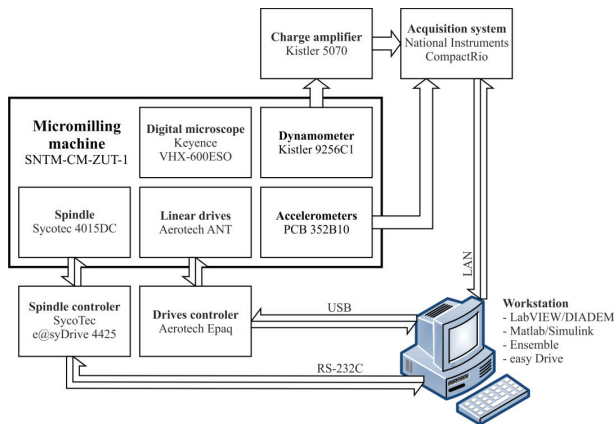 Charge amplifier
Kistler 5070
Acquisition system
National Instruments
CompactRio
Micromilling
machine
SNTM-CM-ZUT-1
Digital microscope
Keyence
VHX-600ESO
Dynamometer
Kistler 9256C1
Spindle
Sycotec 4015DC
Linear drives
Aerotech ANT
Accelerometers
PCB 352B10
LAN
Spindle controler
SycoTec
e@syDrive 4425
Drives controler
Aerotech Epaq
USB
RS-232C
Workstation
- LabVIEW/DIADEM
- Matlab/Simulink
- Ensemble
- easy Drive